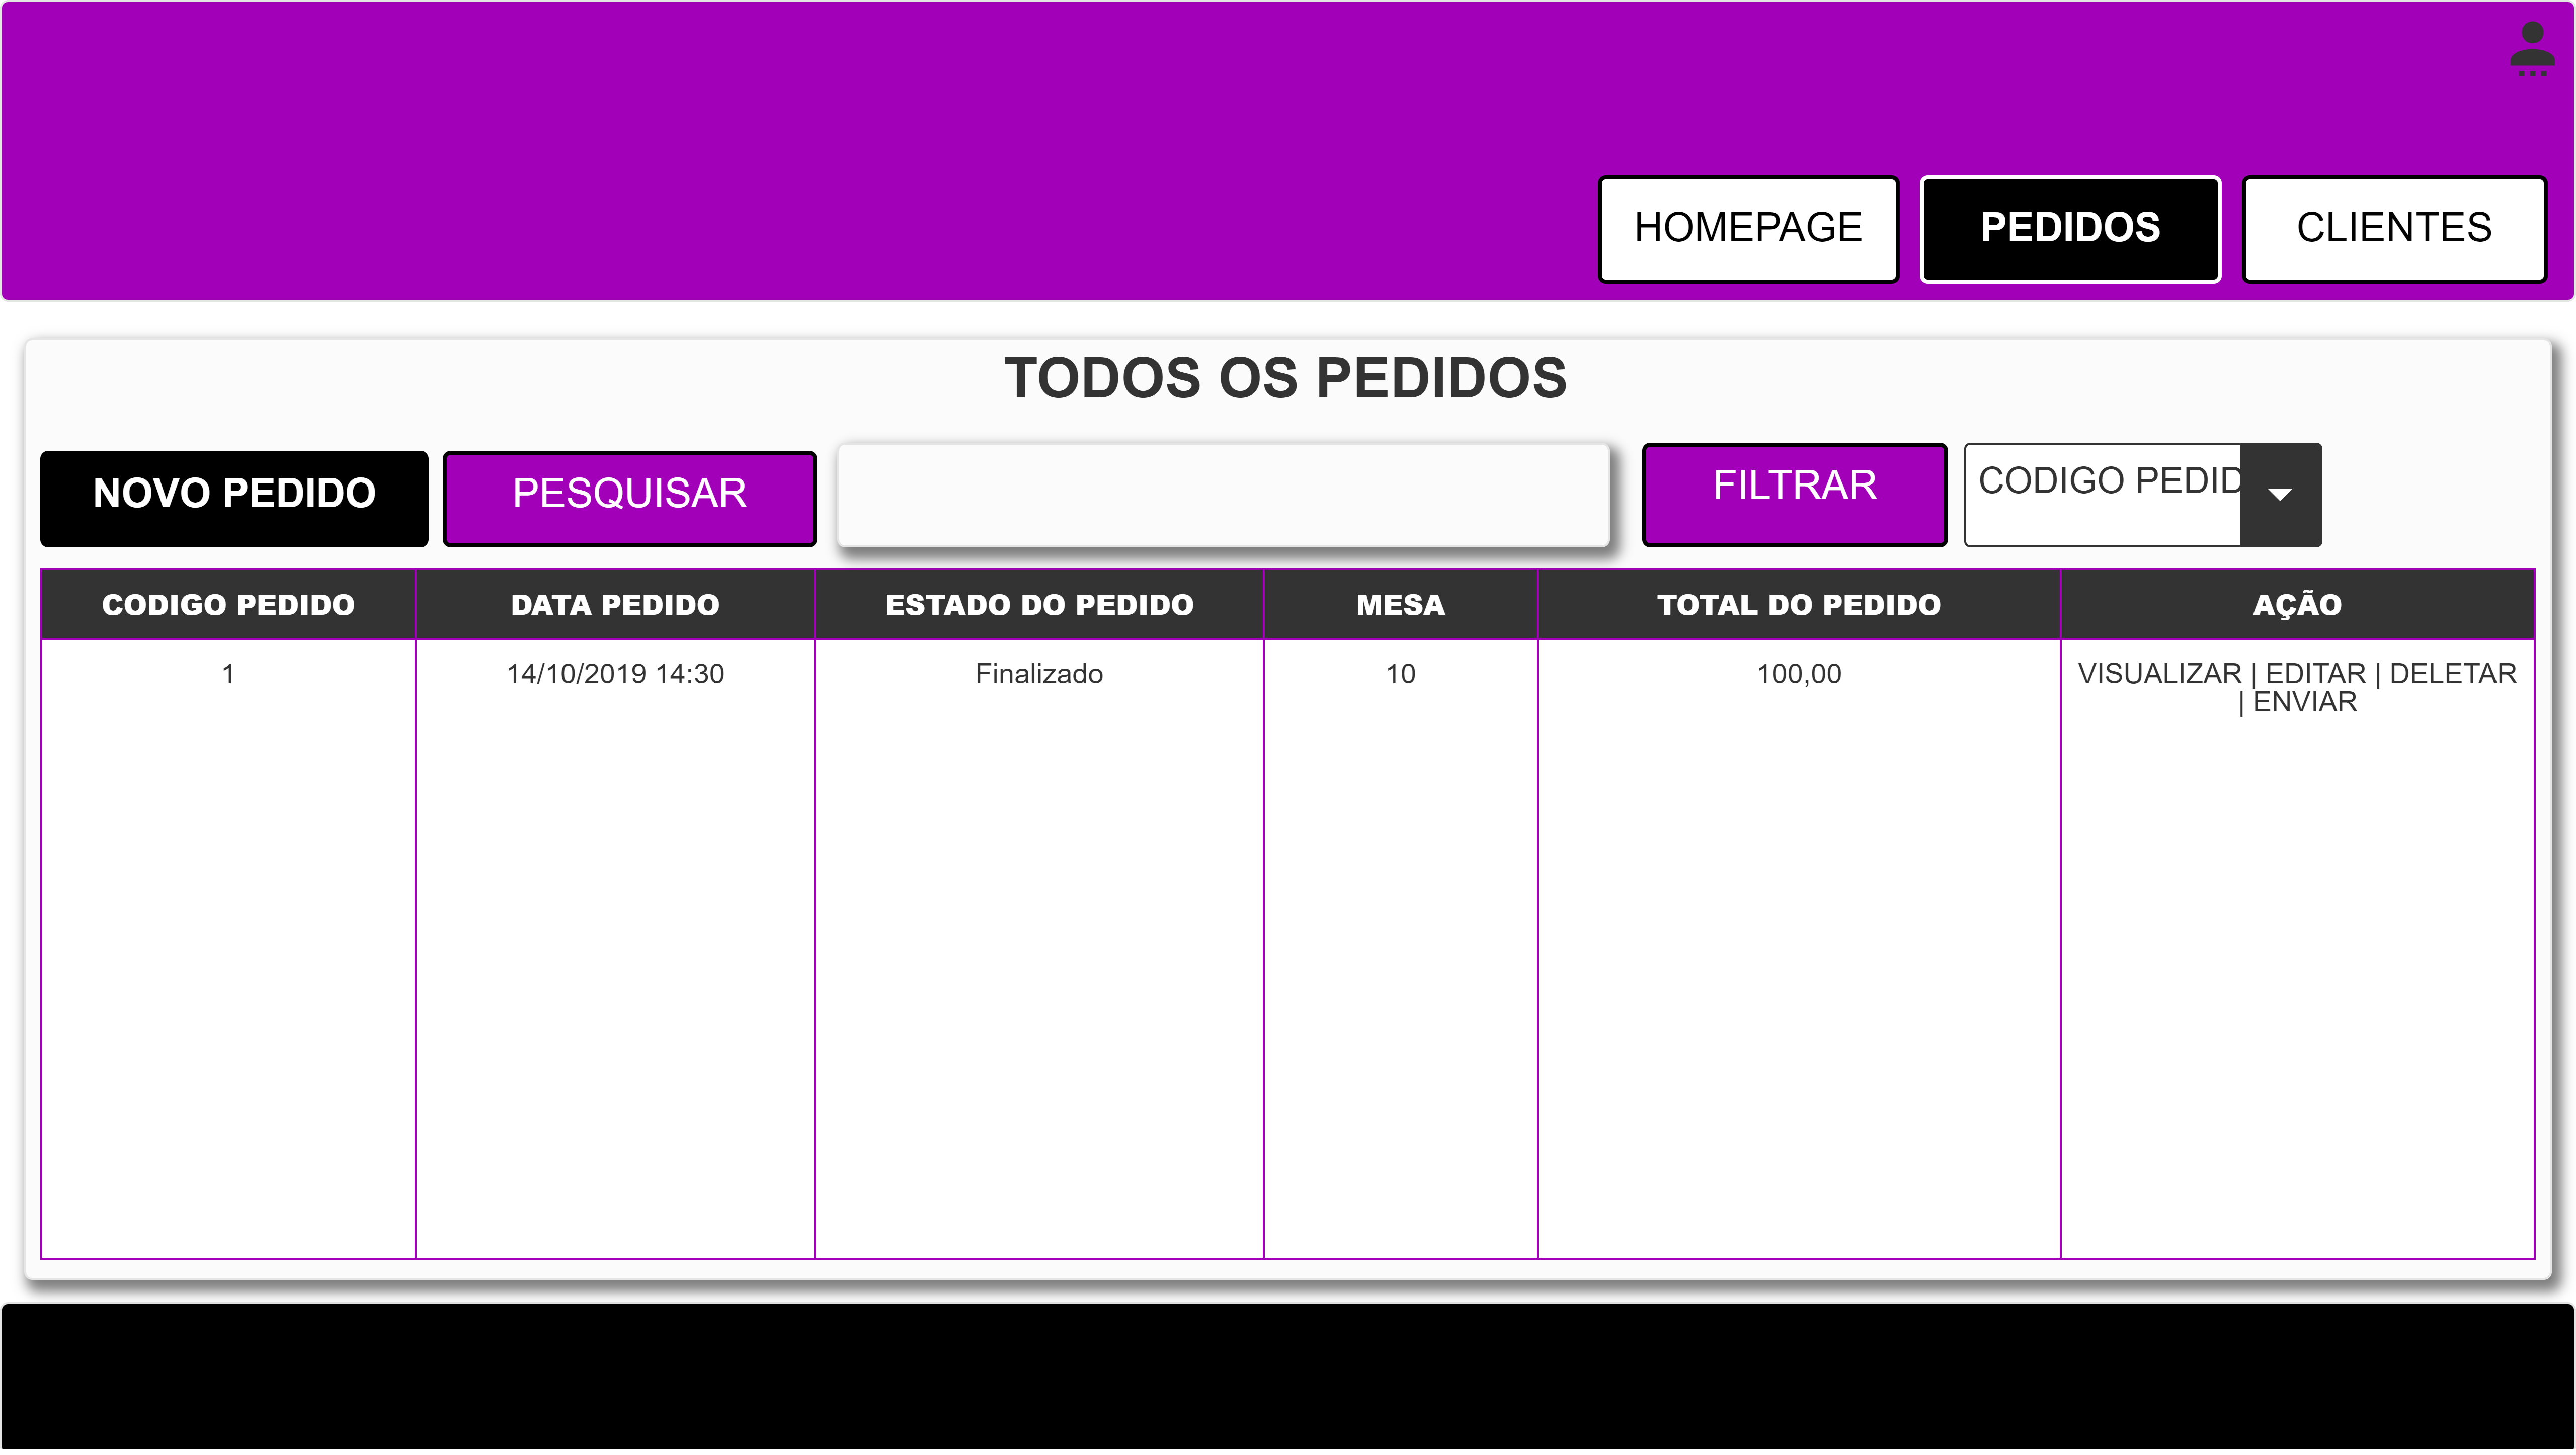 HOMEPAGE
PEDIDOS
CLIENTES
TODOS OS PEDIDOS
NOVO PEDIDO
PESQUISAR
FILTRAR
CODIGO PEDID
CODIGO PEDIDO
DATA PEDIDO
ESTADO DO PEDIDO
MESA
TOTAL DO PEDIDO
AÇÃO
1
14/10/2019 14:30
Finalizado
10
100,00
VISUALIZAR | EDITAR | DELETAR
| ENVIAR